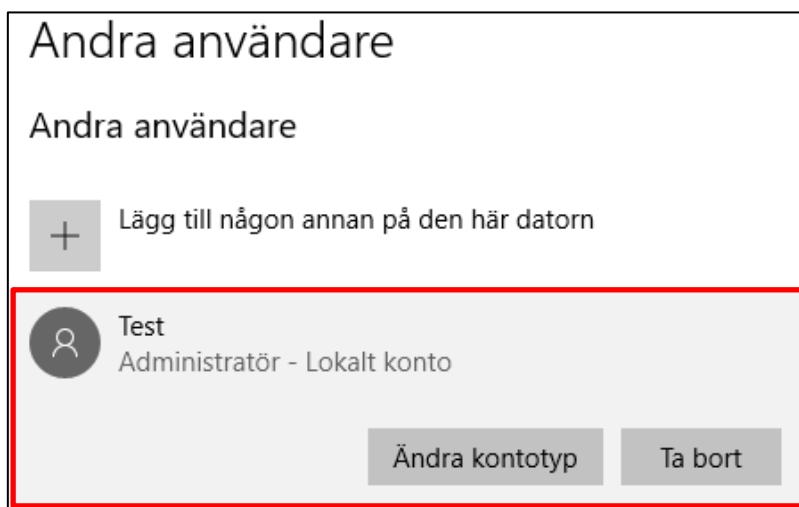 Andra användare
Andra användare
Lägg till någon annan på den här datorn
Test
Administratör - Lokalt konto
Ändra kontotyp
Ta bort